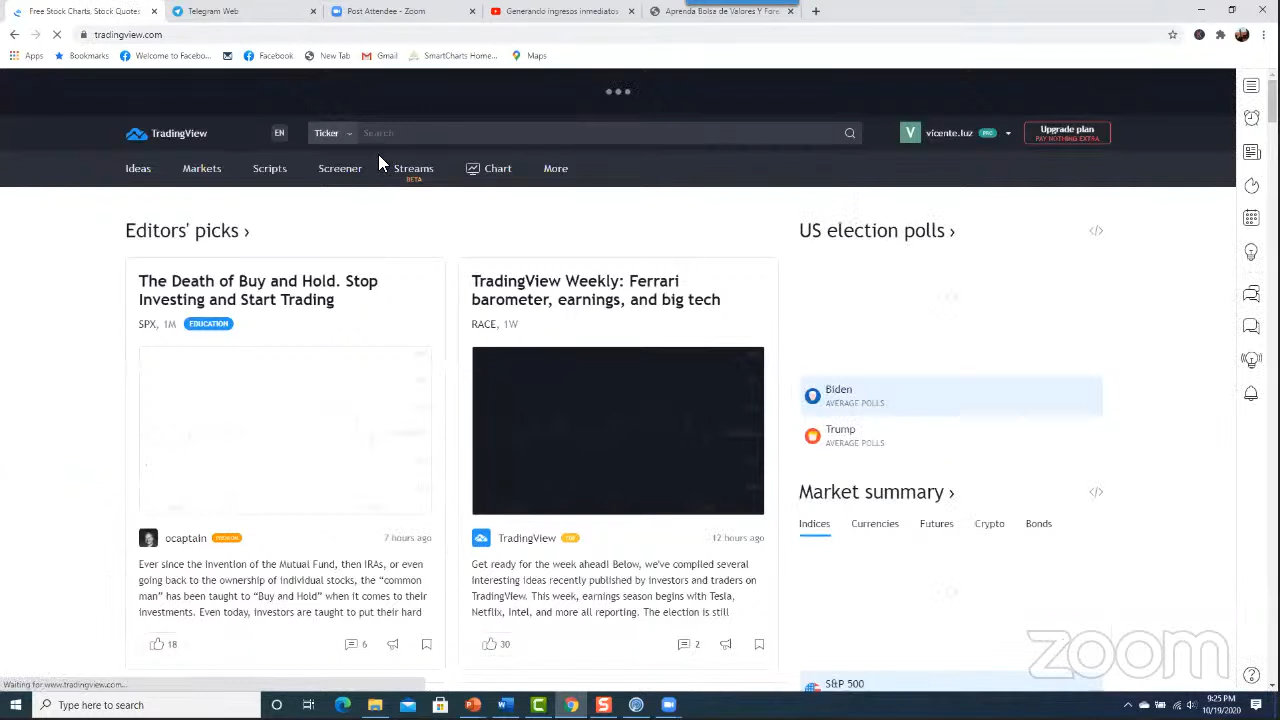 Free Stock Charts, Stock Quotes
Telegram Web
Post Attendee - Zoom
Generando ingresos inmediatos
Aprenda Bolsa de Valores Y Fore
tradingview.com
Apps
Bookmarks
Welcome to Facebo...
Facebook
New Tab
Gmail
SmartCharts Home...
Maps
TradingView
EN
Ticker
Search
V
vicente.luz
PRO
Upgrade plan
PAY NOTHING EXTRA
Ideas
Markets
Scripts
Screener
Streams
BETA
Chart
More
Editors' picks ›
US election polls ›
The Death of Buy and Hold. Stop
Investing and Start Trading
SPX, 1M EDUCATION
TradingView Weekly: Ferrari
barometer, earnings, and big tech
RACE, 1W
Biden
AVERAGE POLLS
Trump
AVERAGE POLLS
Market summary ›
Indices
Currencies
Futures
Crypto
Bonds
ocaptain
PREMIUM
7 hours ago
TradingView
TOP
12 hours ago
Ever since the invention of the Mutual Fund, then IRAs, or even
going back to the ownership of individual stocks, the “common
man” has been taught to “Buy and Hold” when it comes to their
investments. Even today, investors are taught to put their hard
Get ready for the week ahead! Below, we've compiled several
interesting ideas recently published by investors and traders on
TradingView. This week, earnings season begins with Tesla,
Netflix, Intel, and more all reporting. The election is still
18
6
30
2
S&P 500
zoom
Waiting for www.tradingview.com...
Type here to search
9:25 PM
10/19/2020